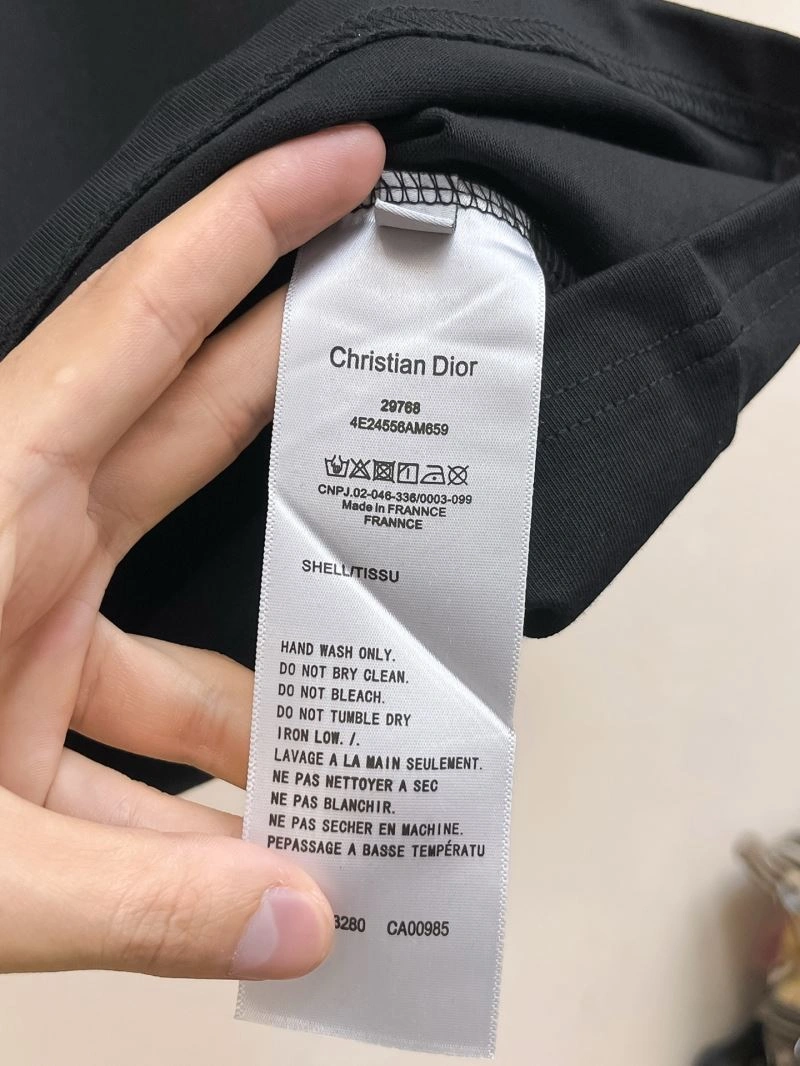 Christian Dior
29768
4E24556AM659
CNPJ.02-046-336/0003-099
Made in FRANNCE
FRANNCE
SHELL/TISSU
HAND WASH ONLY.
DO NOT BRY CLEAN.
DO NOT BLEACH.
DO NOT TUMBLE DRY
IRON LOW. /.
LAVAGE A LA MAIN SEULEMENT.
NE PAS NETTOYER A SEC
NE PAS BLANCHIR.
NE PAS SECHER EN MACHINE.
PEPASSAGE A BASSE TEMPÉRATU
3280 CA00985